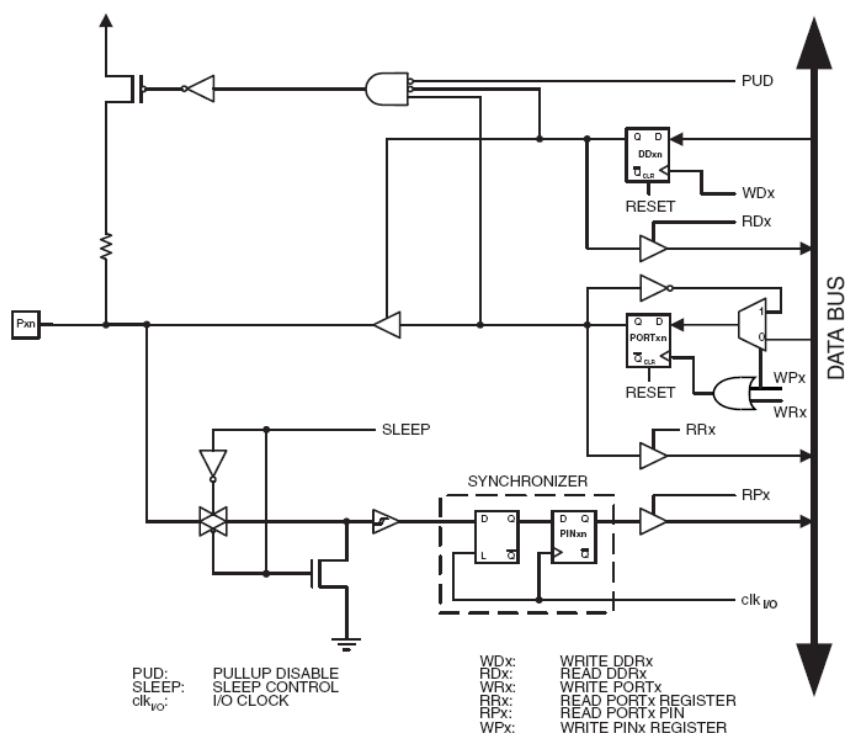 PUD
Q D
DDxn
Q CLR
WDx
RESET
RDx
Pxn
1
Q D
PORTxn
0
Q CLR
DATA BUS
WPx
RESET
WRx
SLEEP
RRx
SYNCHRONIZER
RPx
D Q
D Q
PINxn
L Q
Q
clk I/O
PUD: PULLUP DISABLE
SLEEP: SLEEP CONTROL
clkI/O: I/O CLOCK
WDx: WRITE DDRx
RDx: READ DDRx
WRx: WRITE PORTx
RRx: READ PORTx REGISTER
RPx: READ PORTx PIN
WPx: WRITE PINx REGISTER